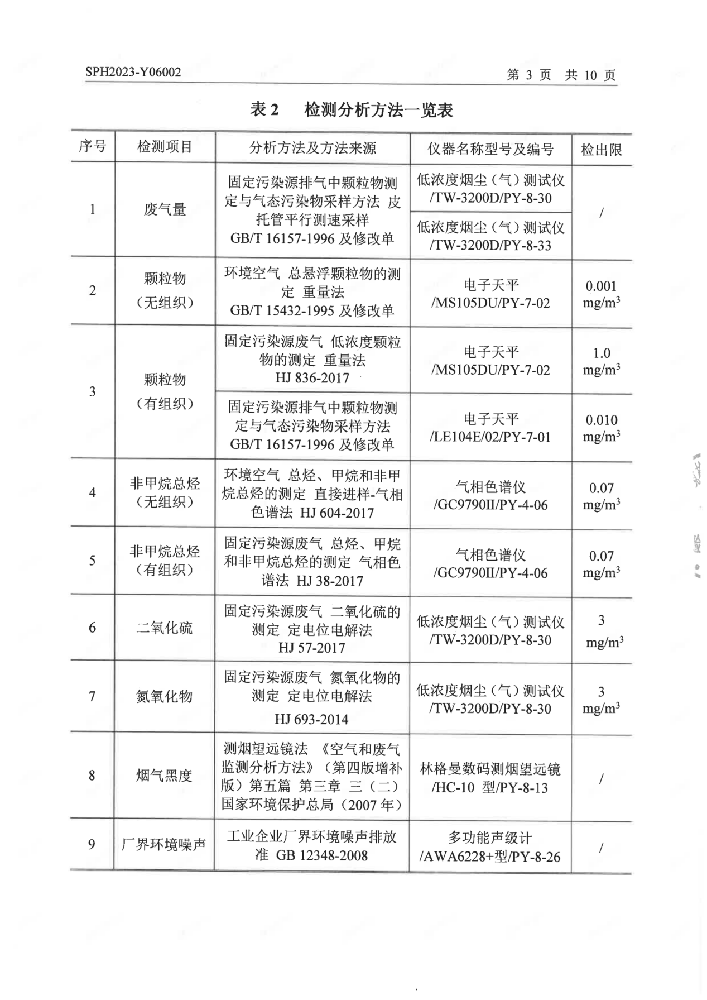 SPH2023-Y06002
第 3 页 共 10 页
表 2 检测分析方法一览表
序号 检测项目 分析方法及方法来源 仪器名称型号及编号 检出限
1
废气量
固定污染源排气中颗粒物测
定与气态污染物采样方法 皮
托管平行测速采样
GB/T 16157-1996 及修改单
低浓度烟尘（气）测试仪
/TW-3200D/PY-8-30
低浓度烟尘（气）测试仪
/TW-3200D/PY-8-33
/
2
颗粒物
（无组织）
环境空气 总悬浮颗粒物的测
定 重量法
GB/T 15432-1995 及修改单
电子天平
/MS105DU/PY-7-02
0.001
mg/m³
3
颗粒物
（有组织）
固定污染源废气 低浓度颗粒
物的测定 重量法
HJ 836-2017
电子天平
/MS105DU/PY-7-02
1.0
mg/m³
固定污染源排气中颗粒物测
定与气态污染物采样方法
GB/T 16157-1996 及修改单
电子天平
/LE104E/02/PY-7-01
0.010
mg/m³
4
非甲烷总烃
（无组织）
环境空气 总烃、甲烷和非甲
烷总烃的测定 直接进样-气相
色谱法 HJ 604-2017
气相色谱仪
/GC9790II/PY-4-06
0.07
mg/m³
5
非甲烷总烃
（有组织）
固定污染源废气 总烃、甲烷
和非甲烷总烃的测定 气相色
谱法 HJ 38-2017
气相色谱仪
/GC9790II/PY-4-06
0.07
mg/m³
6
二氧化硫
固定污染源废气 二氧化硫的
测定 定电位电解法
HJ 57-2017
低浓度烟尘（气）测试仪
/TW-3200D/PY-8-30
3
mg/m³
7
氮氧化物
固定污染源废气 氮氧化物的
测定 定电位电解法
HJ 693-2014
低浓度烟尘（气）测试仪
/TW-3200D/PY-8-30
3
mg/m³
8
烟气黑度
测烟望远镜法 《空气和废气
监测分析方法》（第四版增补
版）第五篇 第三章 三（二）
国家环境保护总局（2007 年）
林格曼数码测烟望远镜
/HC-10 型/PY-8-13
/
9
厂界环境噪声
工业企业厂界环境噪声排放
准 GB 12348-2008
多功能声级计
/AWA6228+型/PY-8-26
/